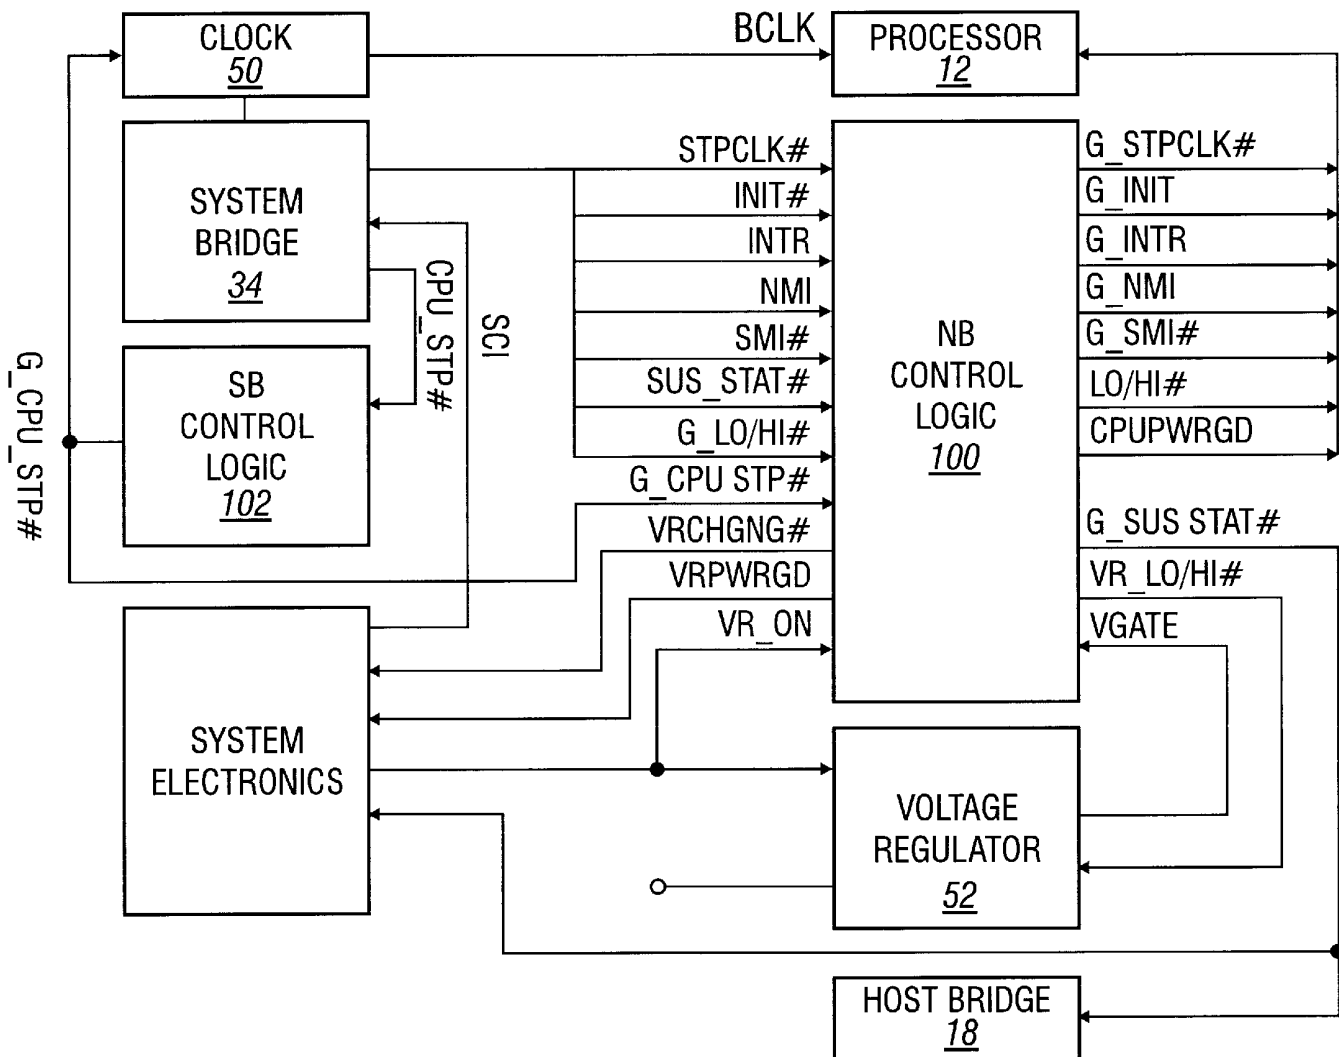 CLOCK
50
BCLK
PROCESSOR
12
SYSTEM
BRIDGE
34
STPCLK#
INIT#
INTR
NMI
SMI#
SUS_STAT#
G_LO/HI#
G_CPU STP#
VRCHGNG#
VRPWRGD
VR_ON
CPU_STP#
SCI
G_CPU_STP#
SB
CONTROL
LOGIC
102
NB
CONTROL
LOGIC
100
G_STPCLK#
G_INIT
G_INTR
G_NMI
G_SMI#
LO/HI#
CPUPWRGD
G_SUS STAT#
VR_LO/HI#
VGATE
SYSTEM
ELECTRONICS
VOLTAGE
REGULATOR
52
HOST BRIDGE
18